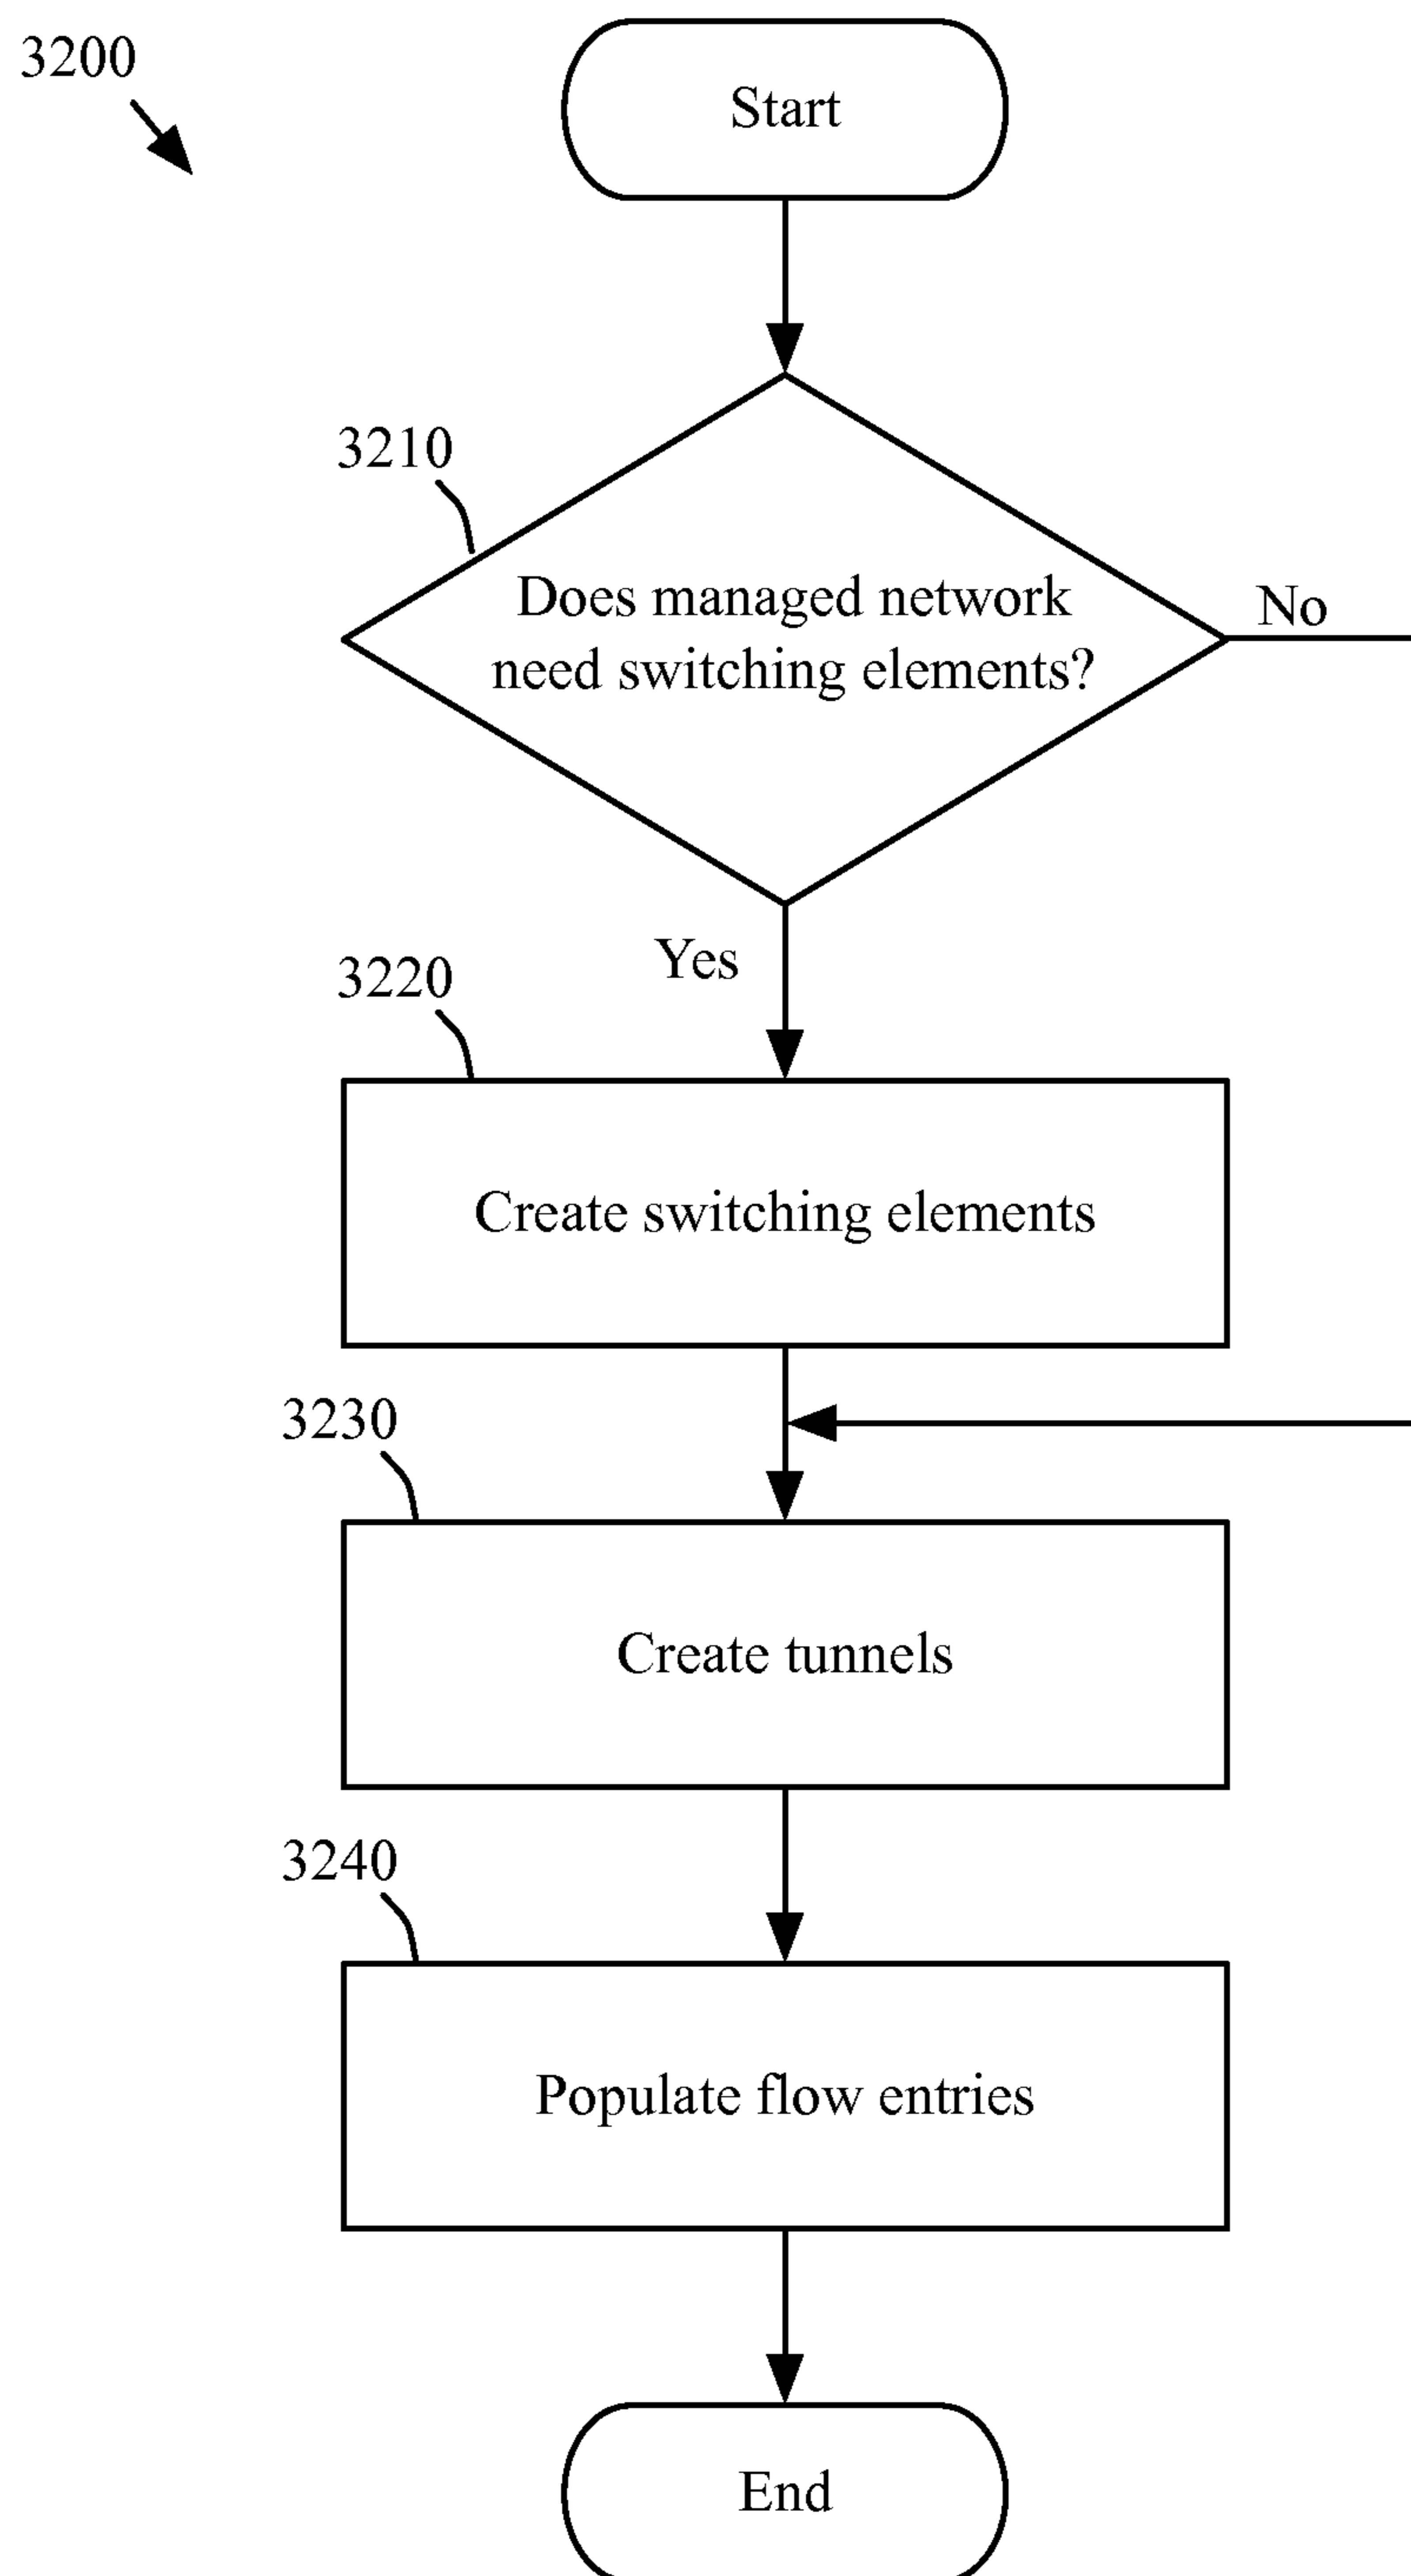 3200
Start
3210
Does managed network
need switching elements?
No
Yes
3220
Create switching elements
3230
Create tunnels
3240
Populate flow entries
End